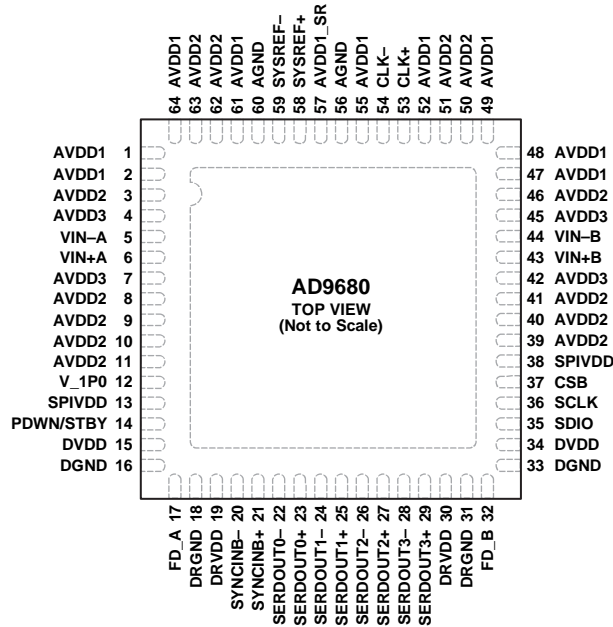 64 AVDD1
63 AVDD2
62 AVDD2
61 AVDD1
60 AGND
59 SYSREF–
58 SYSREF+
57 AVDD1_SR
56 AGND
55 AVDD1
54 CLK–
53 CLK+
52 AVDD1
51 AVDD2
50 AVDD2
49 AVDD1
AVDD1 1
AVDD1 2
AVDD2 3
AVDD3 4
VIN–A 5
VIN+A 6
AVDD3 7
AVDD2 8
AVDD2 9
AVDD2 10
AVDD2 11
V_1P0 12
SPIVDD 13
PDWN/STBY 14
DVDD 15
DGND 16
AD9680
TOP VIEW
(Not to Scale)
48 AVDD1
47 AVDD1
46 AVDD2
45 AVDD3
44 VIN–B
43 VIN+B
42 AVDD3
41 AVDD2
40 AVDD2
39 AVDD2
38 SPIVDD
37 CSB
36 SCLK
35 SDIO
34 DVDD
33 DGND
FD_A 17
DRGND 18
DRVDD 19
SYNCINB– 20
SYNCINB+ 21
SERDOUT0– 22
SERDOUT0+ 23
SERDOUT1– 24
SERDOUT1+ 25
SERDOUT2– 26
SERDOUT2+ 27
SERDOUT3– 28
SERDOUT3+ 29
DRVDD 30
DRGND 31
FD_B 32